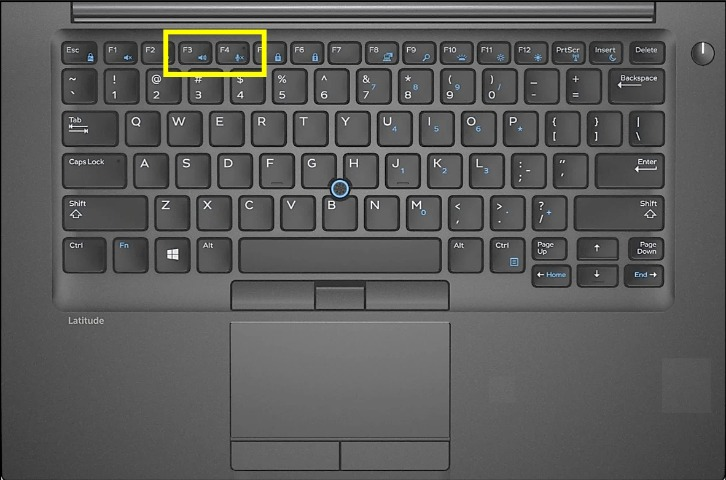 Esc F1 F2 F3 F4 F6 F7 F8 F9 F10 F11 F12 PrtScr Insert Delete
~ ! @ # $ % ^ & * ( ) _ + Backspace
` 1 2 3 4 5 6 7 7 8 8 9 9 0 / - =
Tab Q W E R T Y U 4 I 5 O 6 P * { [ } ] | \
Caps Lock A S D F G H J 1 K 2 L 3 : ; - " ' Enter
Shift Z X C V B N M 0 < , > . . ? / + Shift
Ctrl Fn Alt Alt Ctrl Page Up ↑ Page Down
← Home ↓ End →
Latitude